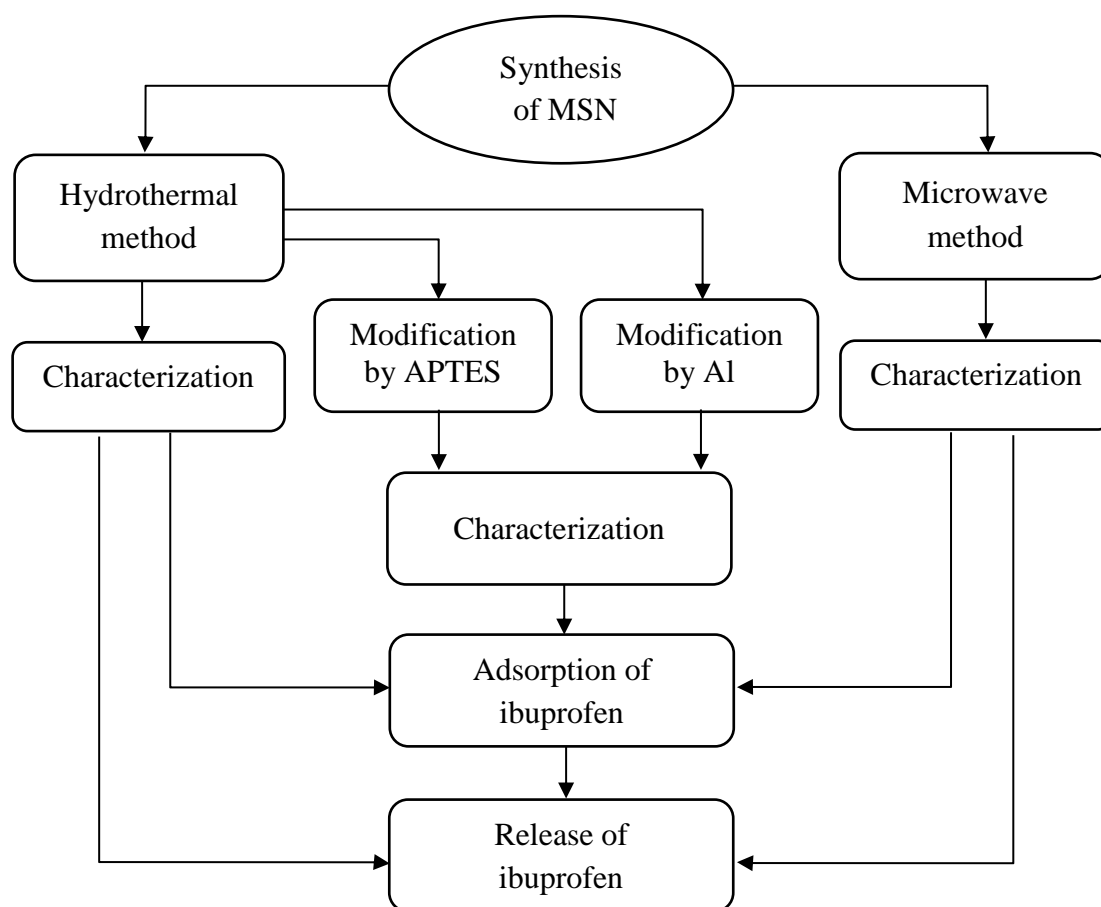 Synthesis
of MSN
Hydrothermal
method
Microwave
method
Modification
by APTES
Modification
by Al
Characterization
Characterization
Characterization
Adsorption of
ibuprofen
Release of
ibuprofen